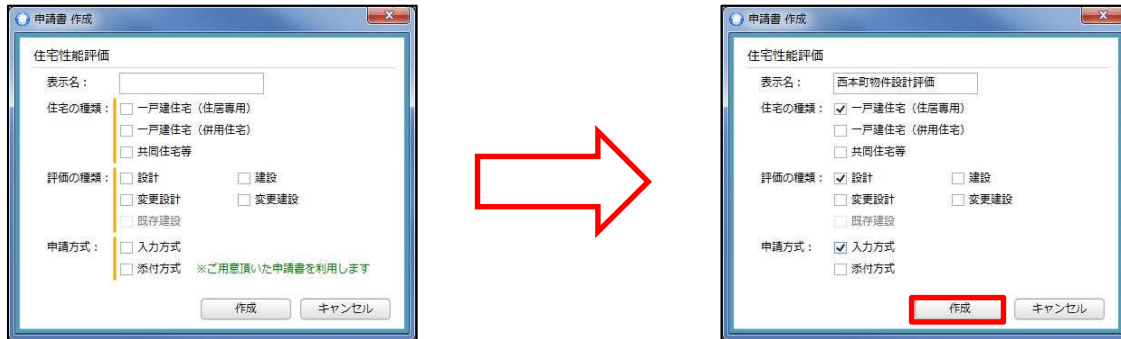 申請書 作成
住宅性能評価
表示名：
住宅の種類： 一戸建住宅（住居専用）
一戸建住宅（併用住宅）
共同住宅等
評価の種類： 設計 建設
変更設計 変更建設
既存建設
申請方式： 入力方式
添付方式 ※ご用意頂いた申請書を利用します
作成 キャンセル
申請書 作成
住宅性能評価
表示名： 西本町物件設計評価
住宅の種類： 一戸建住宅（住居専用）
一戸建住宅（併用住宅）
共同住宅等
評価の種類： 設計 建設
変更設計 変更建設
既存建設
申請方式： 入力方式
添付方式
作成 キャンセル